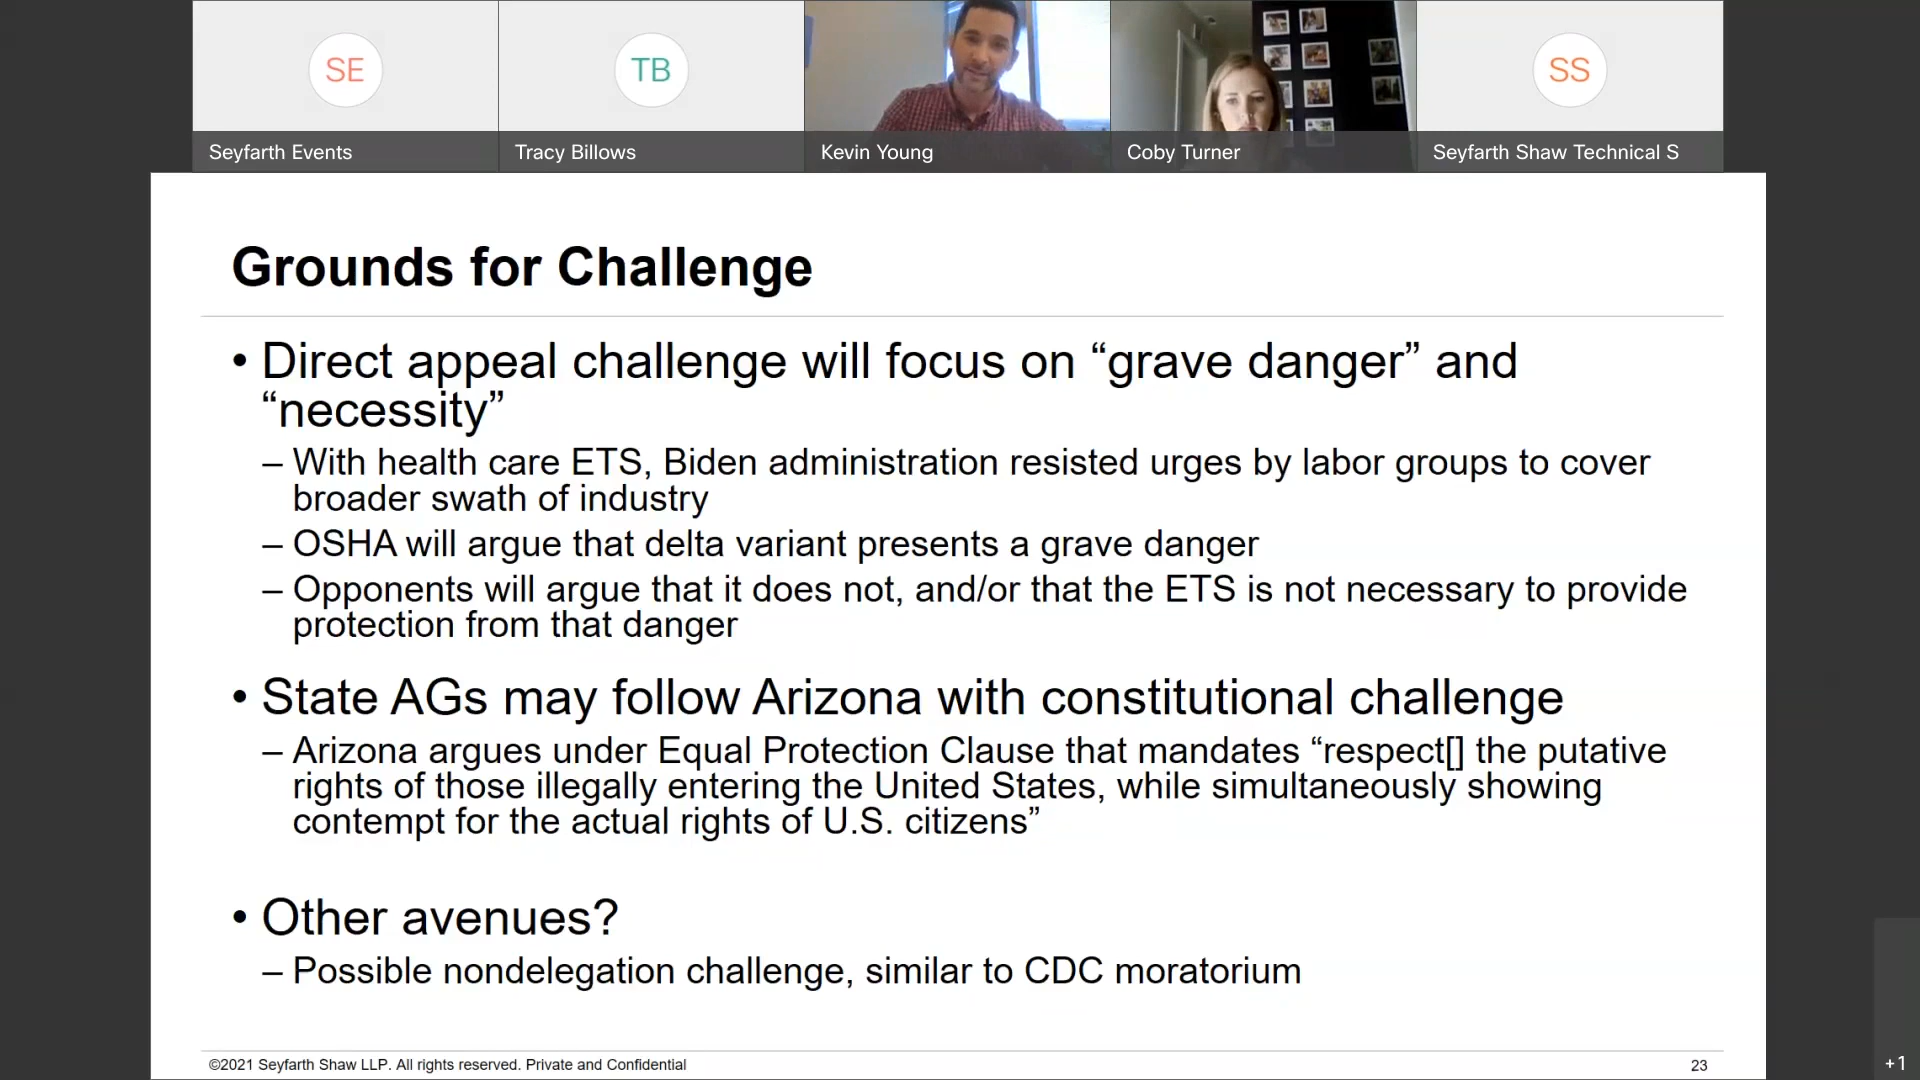 SE
TB
SS
Seyfarth Events
Tracy Billows
Kevin Young
Coby Turner
Seyfarth Shaw Technical S
Grounds for Challenge
• Direct appeal challenge will focus on “grave danger” and
“necessity”
– With health care ETS, Biden administration resisted urges by labor groups to cover
broader swath of industry
– OSHA will argue that delta variant presents a grave danger
– Opponents will argue that it does not, and/or that the ETS is not necessary to provide
protection from that danger
• State AGs may follow Arizona with constitutional challenge
– Arizona argues under Equal Protection Clause that mandates “respect[] the putative
rights of those illegally entering the United States, while simultaneously showing
contempt for the actual rights of U.S. citizens”
• Other avenues?
– Possible nondelegation challenge, similar to CDC moratorium
©2021 Seyfarth Shaw LLP. All rights reserved. Private and Confidential
23
+1